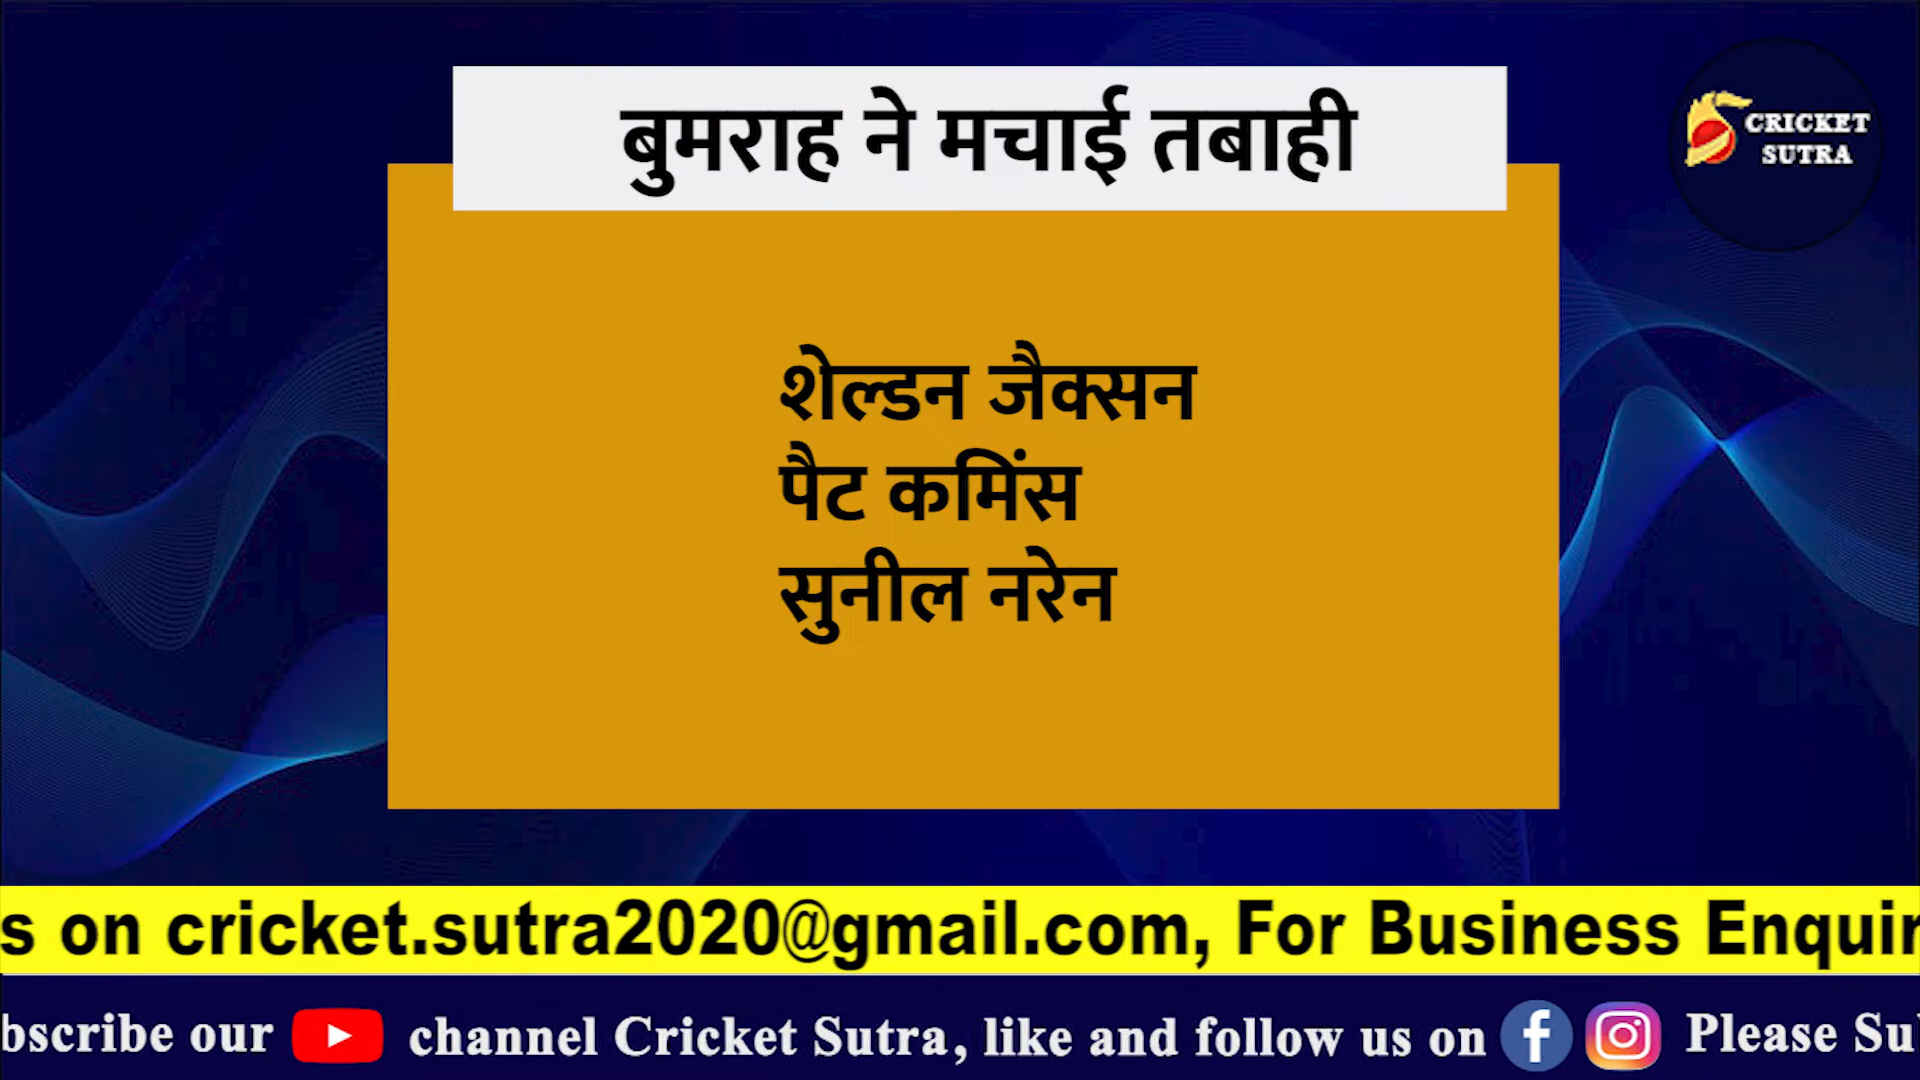 बुमराह ने मचाई तबाही
CRICKET
SUTRA
शेल्डन जैक्सन
पैट कमिंस
सुनील नरेन
s on cricket.sutra2020@gmail.com, For Business Enquir
bscribe our channel Cricket Sutra, like and follow us on Please Su